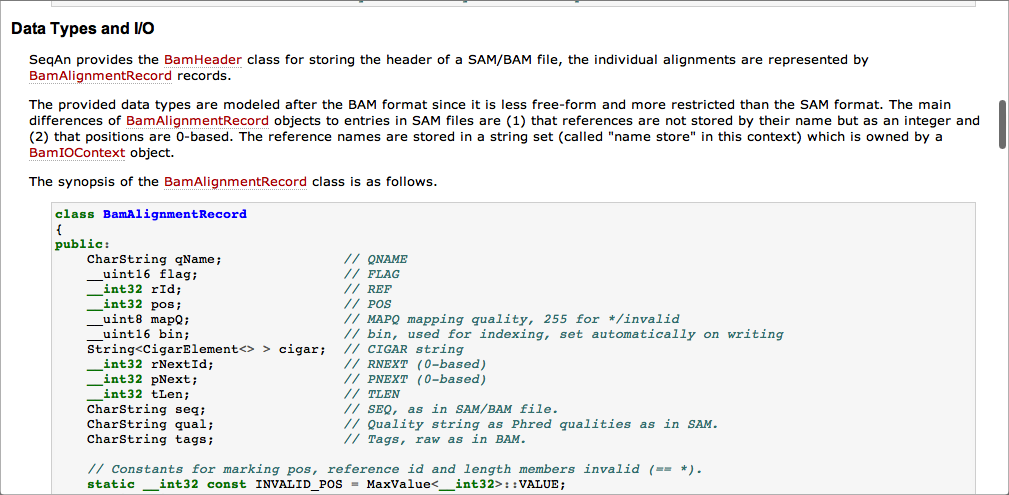 Data Types and I/O
SeqAn provides the BamHeader class for storing the header of a SAM/BAM file, the individual alignments are represented by
BamAlignmentRecord records.
The provided data types are modeled after the BAM format since it is less free-form and more restricted than the SAM format. The main
differences of BamAlignmentRecord objects to entries in SAM files are (1) that references are not stored by their name but as an integer and
(2) that positions are 0-based. The reference names are stored in a string set (called "name store" in this context) which is owned by a
BamIOContext object.
The synopsis of the BamAlignmentRecord class is as follows.
class BamAlignmentRecord
{
public:
CharString qName; // QNAME
__uint16 flag; // FLAG
__int32 rId; // REF
__int32 pos; // POS
__uint8 mapQ; // MAPQ mapping quality, 255 for */invalid
__uint16 bin; // bin, used for indexing, set automatically on writing
String<CigarElement<> > cigar; // CIGAR string
__int32 rNextId; // RNEXT (0-based)
__int32 pNext; // PNEXT (0-based)
__int32 tLen; // TLEN
CharString seq; // SEQ, as in SAM/BAM file.
CharString qual; // Quality string as Phred qualities as in SAM.
CharString tags; // Tags, raw as in BAM.
// Constants for marking pos, reference id and length members invalid (== *).
static __int32 const INVALID_POS = MaxValue<__int32>::VALUE;